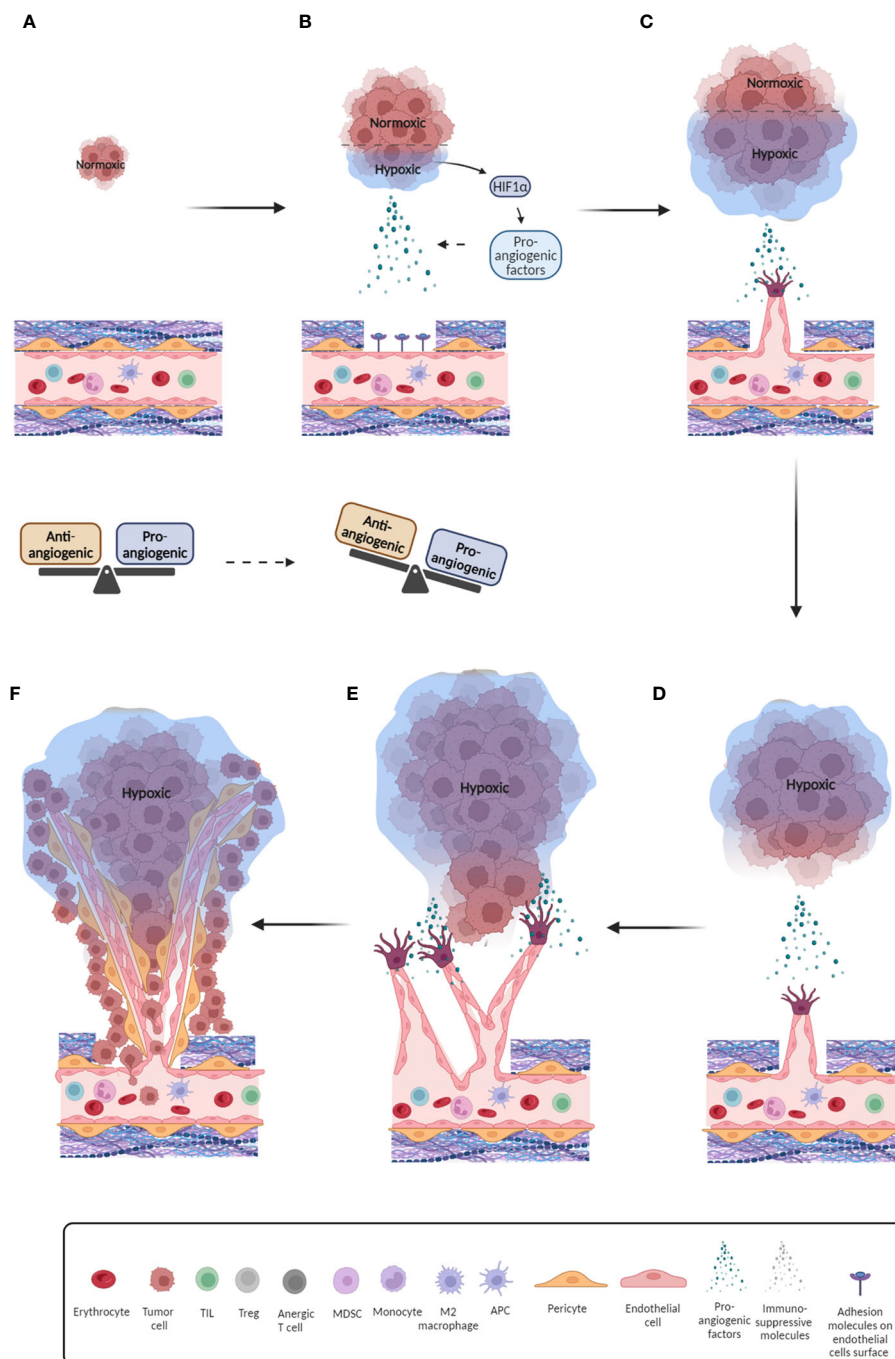 A
B
C
Normoxic
Normoxic
Hypoxic
HIF1α
Pro-
angiogenic
factors
Normoxic
Hypoxic
Anti-
angiogenic
Pro-
angiogenic
Anti-
angiogenic
Pro-
angiogenic
F
E
D
Hypoxic
Hypoxic
Hypoxic
Erythrocyte
Tumor
cell
TIL
Treg
Anergic
T cell
MDSC
Monocyte
M2
macrophage
APC
Pericyte
Endothelial
cell
Pro-
angiogenic
factors
Immuno-
suppressive
molecules
Adhesion
molecules on
endothelial
cells surface